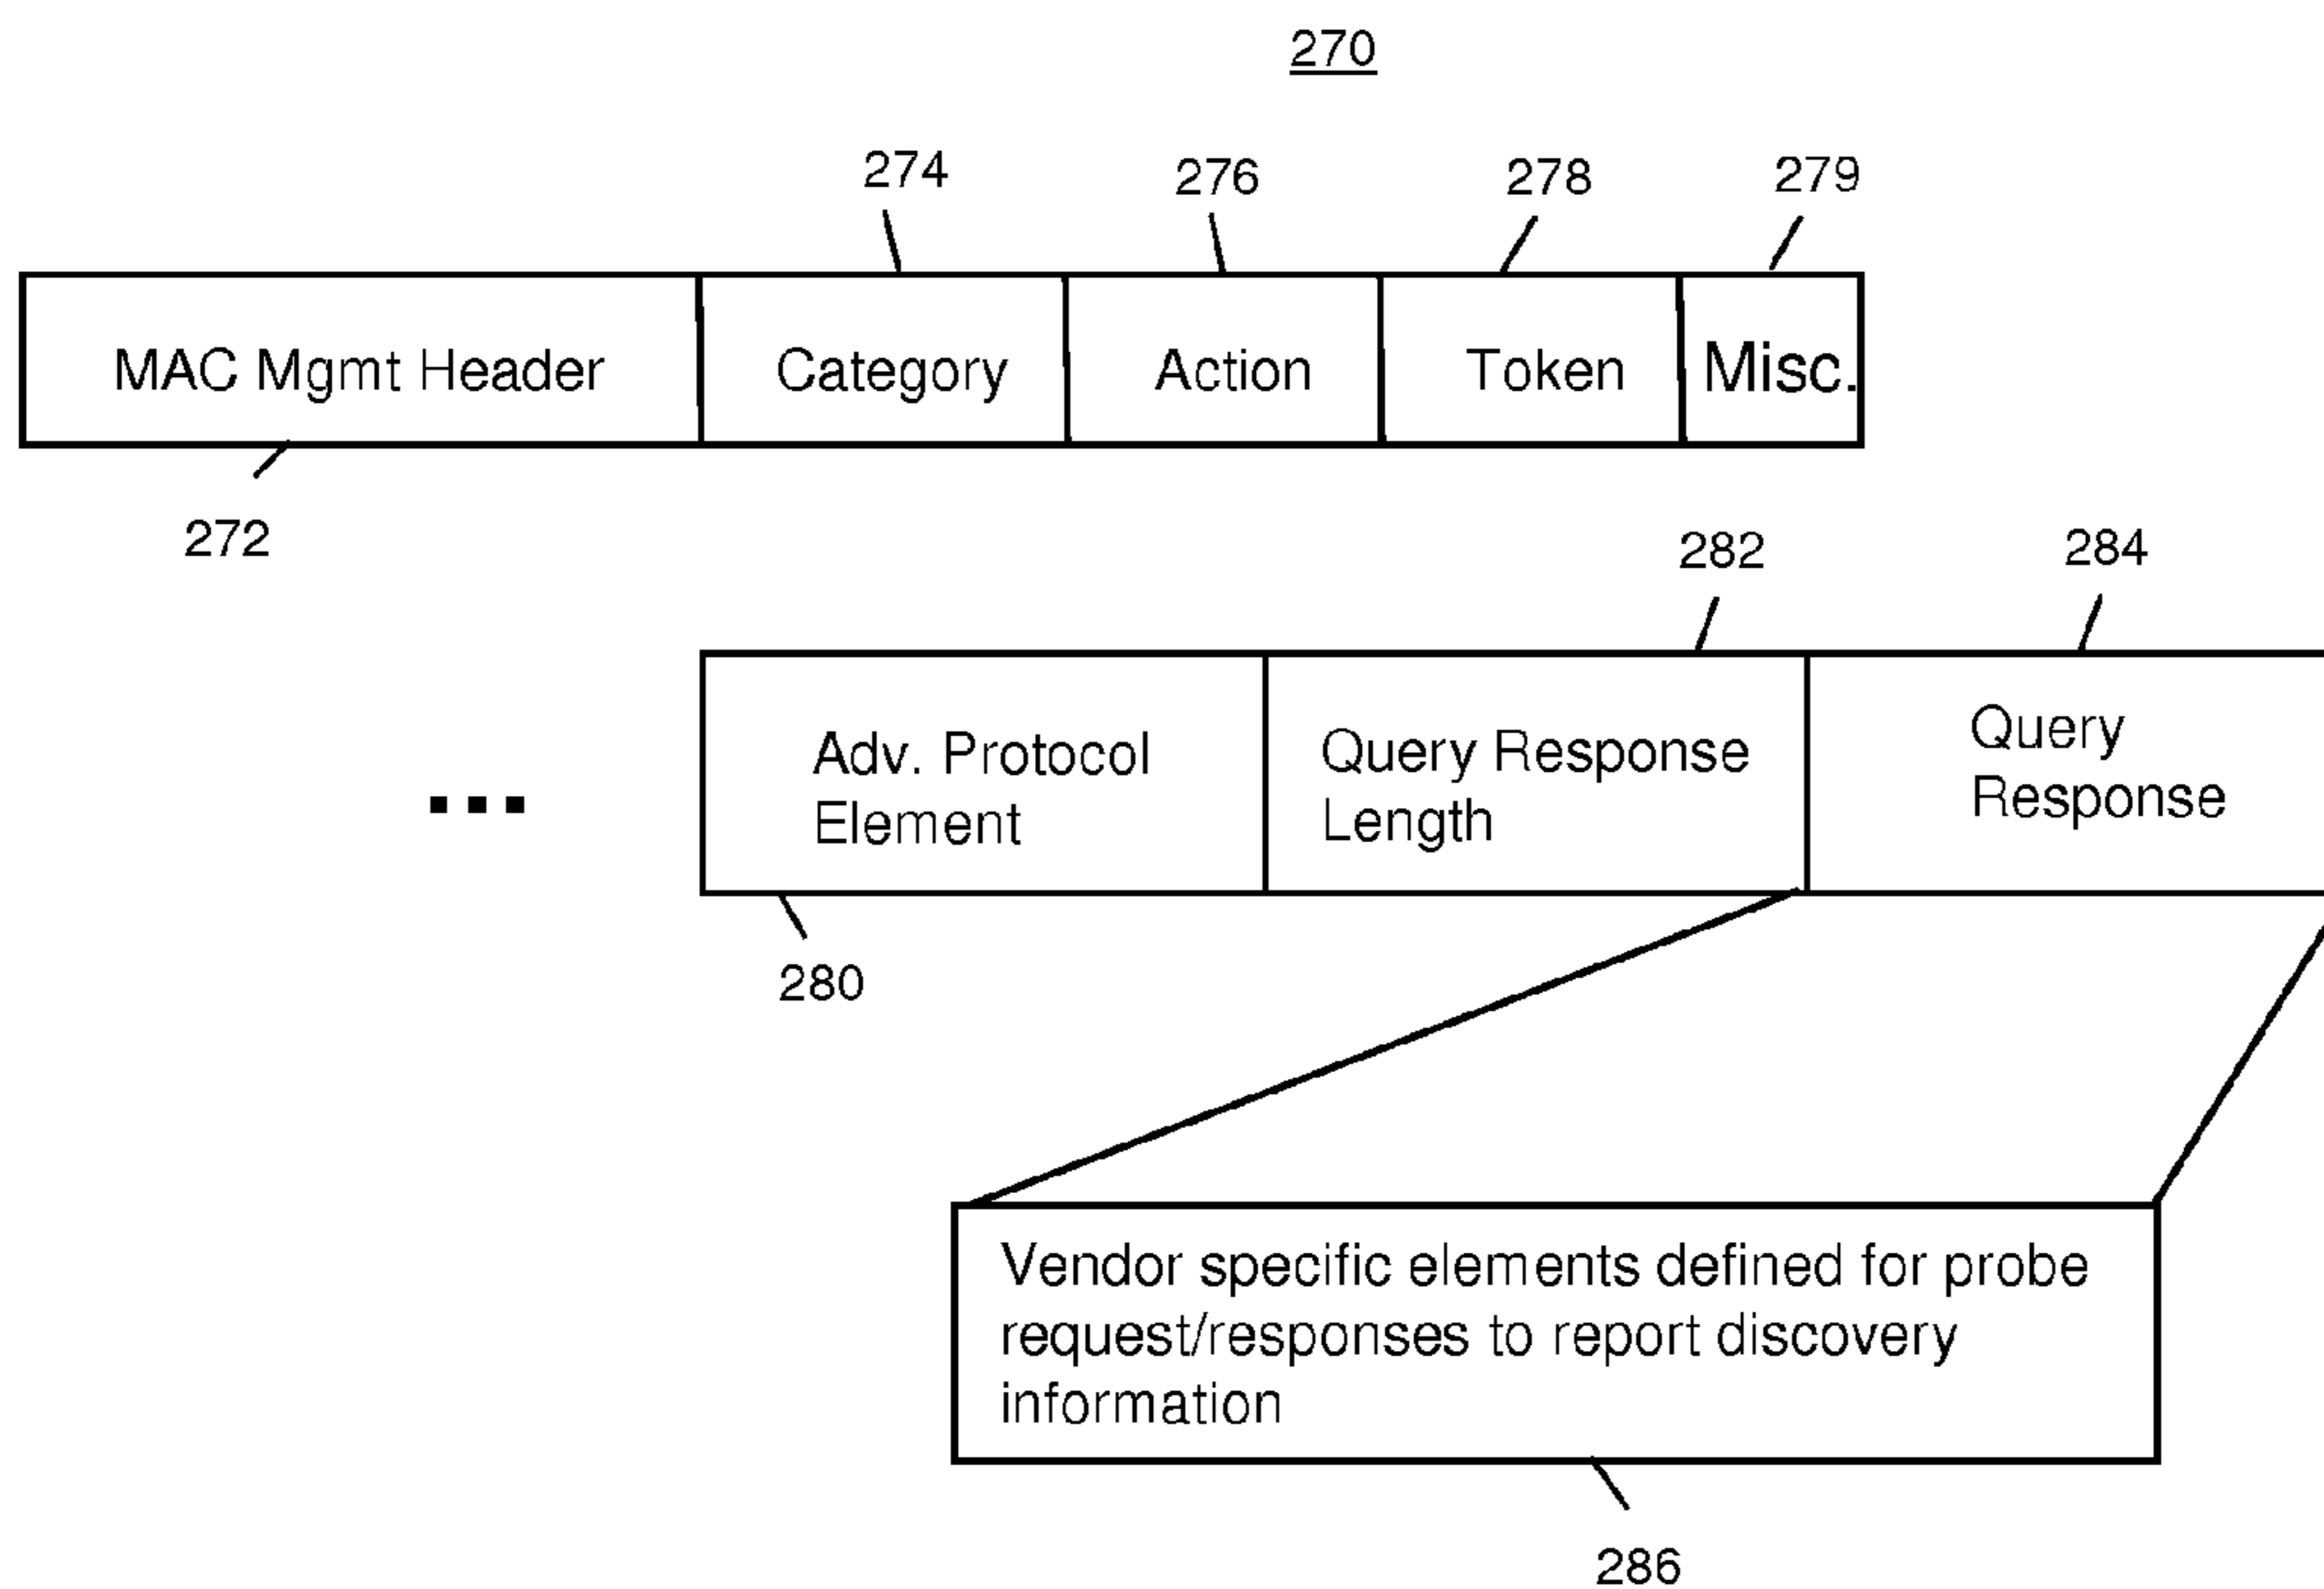 270
274
276
278
279
MAC Mgmt Header
Category
Action
Token
Misc.
272
282
284
Adv. Protocol
Element
Query Response
Length
Query
Response
280
Vendor specific elements defined for probe
request/responses to report discovery
information
286